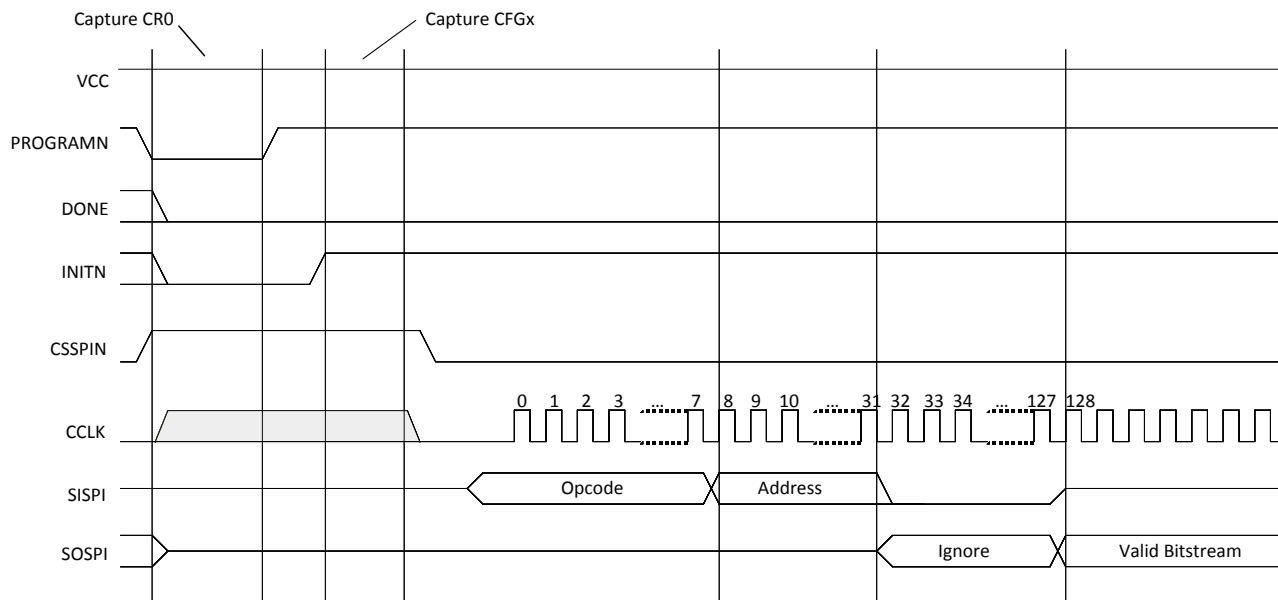 Capture CR0 Capture CFGx
VCC
PROGRAMN
DONE
INITN
CSSPIN
0 1 2 3 ... 7 8 9 10 ... 31 32 33 34 ... 127 128
CCLK
SISPI Opcode Address
SOSPI Ignore Valid Bitstream